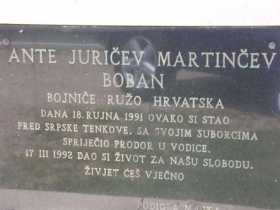 ANTE JURIČEV MARTINČEV
BOBAN
BOJNIČE RUŽO HRVATSKA
DANA 18. RUJNA 1991 OVAKO SI STAO
PRED SRPSKE TENKOVE, SA SVOJIM SUBORCIMA
SPRIJEČIO PRODOR U VODICE.
17 III 1992 DAO SI ŽIVOT ZA NAŠU SLOBODU.
ŽIVJET ĆEŠ VJEČNO
PODIGLA